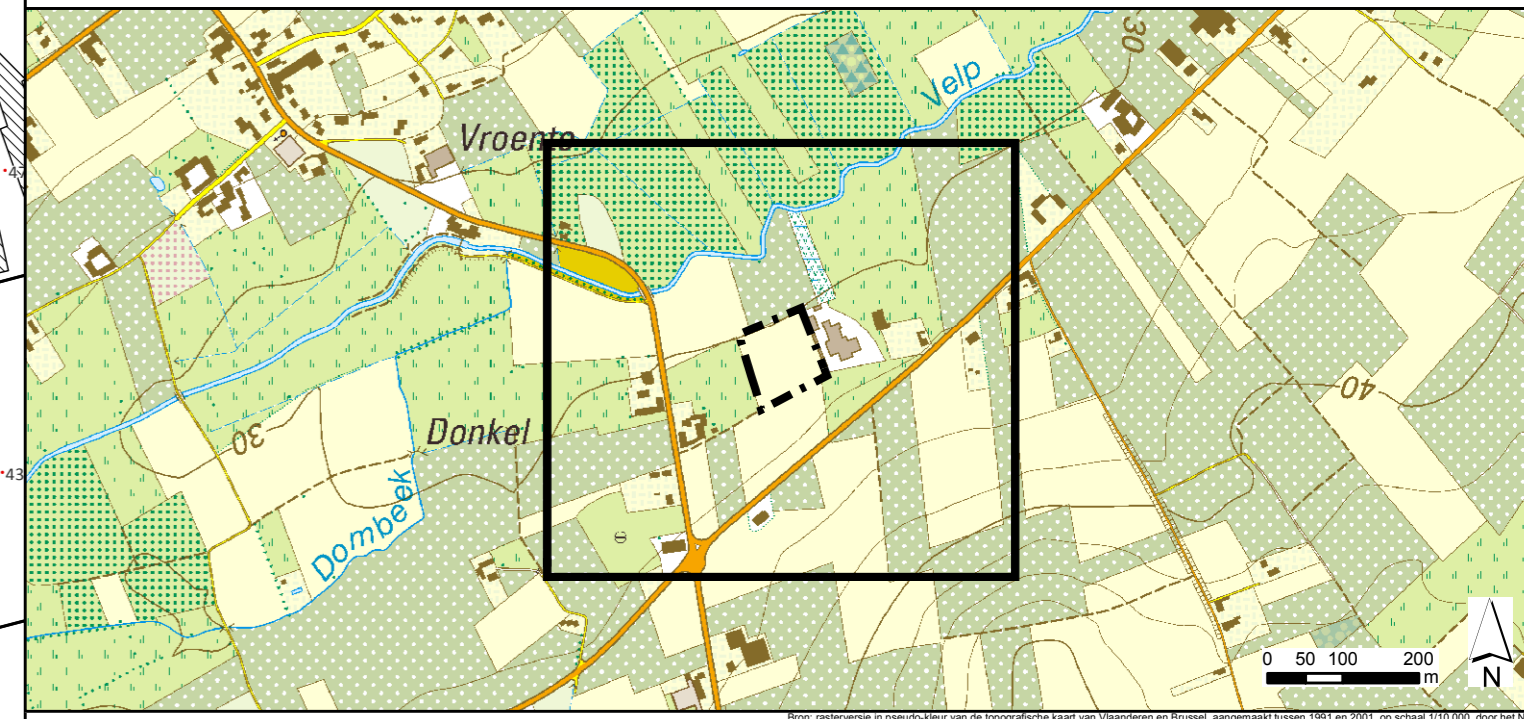 30
Velp
Vroente
47
30
Donkel
40
43
Dombeek
0 50 100 200
m
N
Bron: rasterversie in pseudo-kleur van de topografische kaart van Vlaanderen en Brussel, aangemaakt tussen 1991 en 2001, op schaal 1/10.000, door het